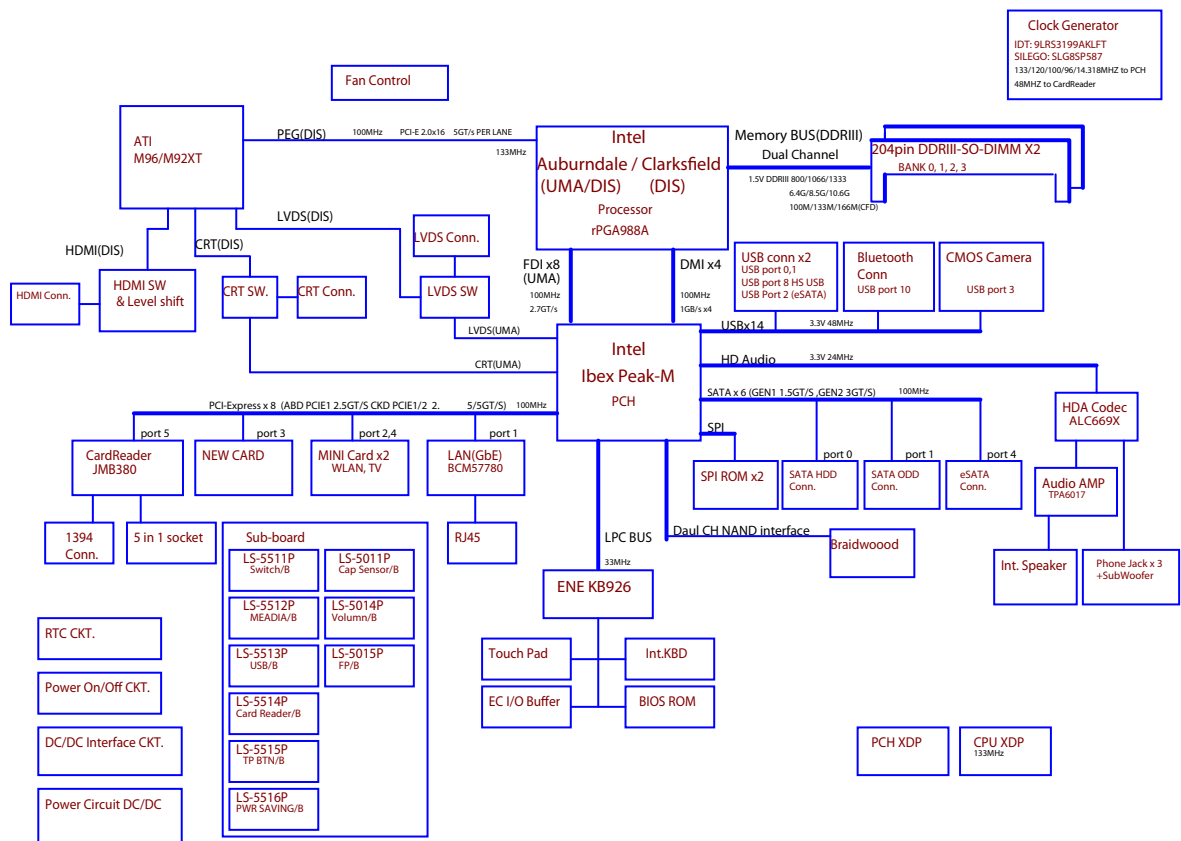 Clock Generator
IDT: 9LRS3199AKLFT
SILEGO: SLG8SP587
133/120/100/96/14.318MHZ to PCH
48MHZ to CardReader
Fan Control
ATI
M96/M92XT
PEG(DIS)
100MHz
PCI-E 2.0x16
5GT/s PER LANE
133MHz
Intel
Auburndale / Clarksfield
(UMA/DIS)
(DIS)
Processor
rPGA988A
Memory BUS(DDRIII)
Dual Channel
1.5V DDRIII 800/1066/1333
6.4G/8.5G/10.6G
100M/133M/166M(CFD)
204pin DDRIII-SO-DIMM X2
BANK 0, 1, 2, 3
HDMI(DIS)
CRT(DIS)
LVDS(DIS)
LVDS Conn.
HDMI Conn.
HDMI SW
& Level shift
CRT SW.
CRT Conn.
LVDS SW
LVDS(UMA)
CRT(UMA)
FDI x8
(UMA)
100MHz
2.7GT/s
DMI x4
100MHz
1GB/s x4
USB conn x2
USB port 0,1
USB port 8 HS USB
USB Port 2 (eSATA)
Bluetooth
Conn
USB port 10
CMOS Camera
USB port 3
USBx14
3.3V 48MHz
Intel
Ibex Peak-M
PCH
HD Audio
3.3V 24MHz
SATA x 6 (GEN1 1.5GT/S ,GEN2 3GT/S)
100MHz
SPI
HDA Codec
ALC669X
PCI-Express x 8 (ABD PCIE1 2.5GT/S CKD PCIE1/2 2.
5/5GT/S)
100MHz
port 5
port 3
port 2,4
port 1
CardReader
JMB380
NEW CARD
MINI Card x2
WLAN, TV
LAN(GbE)
BCM57780
port 0
port 1
port 4
SPI ROM x2
SATA HDD
Conn.
SATA ODD
Conn.
eSATA
Conn.
Audio AMP
TPA6017
1394
Conn.
5 in 1 socket
RJ45
Sub-board
LS-5511P
Switch/B
LS-5011P
Cap Sensor/B
LS-5512P
MEADIA/B
LS-5014P
Volumn/B
LS-5513P
USB/B
LS-5015P
FP/B
LS-5514P
Card Reader/B
LS-5515P
TP BTN/B
LS-5516P
PWR SAVING/B
LPC BUS
33MHz
Daul CH NAND interface
Braidwoood
Int. Speaker
Phone Jack x 3
+SubWoofer
ENE KB926
Touch Pad
Int.KBD
EC I/O Buffer
BIOS ROM
RTC CKT.
Power On/Off CKT.
DC/DC Interface CKT.
Power Circuit DC/DC
PCH XDP
CPU XDP
133MHz